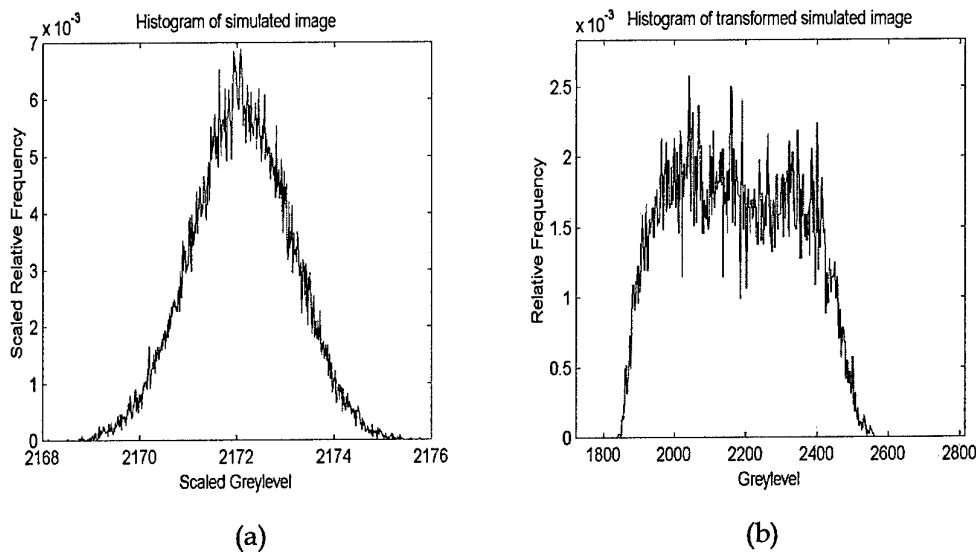 Histogram of simulated image
x 10⁻³
7
6
5
4
3
2
1
0
2168 2170 2172 2174 2176
Scaled Relative Frequency
Scaled Greylevel
(a)
Histogram of transformed simulated image
x 10⁻³
2.5
2
1.5
1
0.5
0
1800 2000 2200 2400 2600 2800
Relative Frequency
Greylevel
(b)